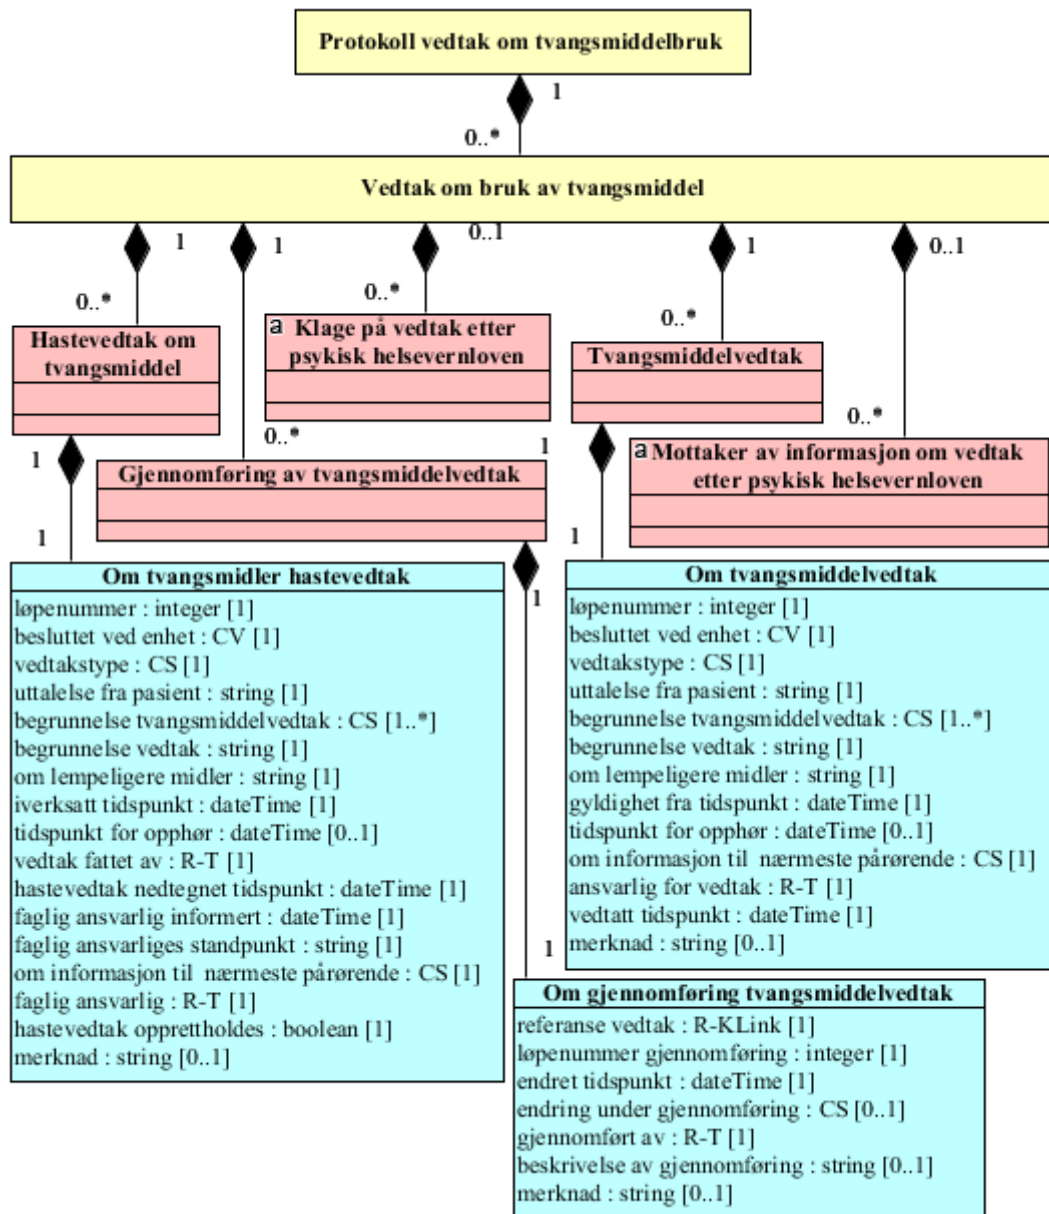 Protokoll vedtak om tvangsmiddelbruk
1
0..*
Vedtak om bruk av tvangsmiddel
1
1
0..1
1
0..1
0..*
0..*
0..*
0..*
0..*
Hastevedtak om
tvangsmiddel
a Klage på vedtak etter
psykisk helsevernloven
Tvangsmiddelvedtak
1
1
1
Gjennomføring av tvangsmiddelvedtak
a Mottaker av informasjon om vedtak
etter psykisk helsevernloven
1
1
Om tvangsmidler hastevedtak
løpenummer : integer [1]
besluttet ved enhet : CV [1]
vedtakstype : CS [1]
uttalelse fra pasient : string [1]
begrunnelse tvangsmiddelvedtak : CS [1..*]
begrunnelse vedtak : string [1]
om lempeligere midler : string [1]
iverksatt tidspunkt : dateTime [1]
tidspunkt for opphør : dateTime [0..1]
vedtak fattet av : R-T [1]
hastevedtak nedtegnet tidspunkt : dateTime [1]
faglig ansvarlig informert : dateTime [1]
faglig ansvarliges standpunkt : string [1]
om informasjon til nærmeste pårørende : CS [1]
faglig ansvarlig : R-T [1]
hastevedtak opprettholdes : boolean [1]
merknad : string [0..1]
Om tvangsmiddelvedtak
løpenummer : integer [1]
besluttet ved enhet : CV [1]
vedtakstype : CS [1]
uttalelse fra pasient : string [1]
begrunnelse tvangsmiddelvedtak : CS [1..*]
begrunnelse vedtak : string [1]
om lempeligere midler : string [1]
gyldighet fra tidspunkt : dateTime [1]
tidspunkt for opphør : dateTime [0..1]
om informasjon til nærmeste pårørende : CS [1]
ansvarlig for vedtak : R-T [1]
vedtatt tidspunkt : dateTime [1]
merknad : string [0..1]
1
Om gjennomføring tvangsmiddelvedtak
referanse vedtak : R-KLink [1]
løpenummer gjennomføring : integer [1]
endret tidspunkt : dateTime [1]
endring under gjennomføring : CS [0..1]
gjennomført av : R-T [1]
beskrivelse av gjennomføring : string [0..1]
merknad : string [0..1]